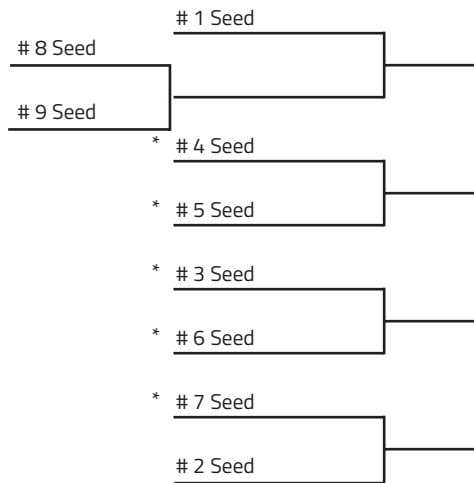 # 1 Seed
# 8 Seed
# 9 Seed
* # 4 Seed
* # 5 Seed
* # 3 Seed
* # 6 Seed
* # 7 Seed
# 2 Seed